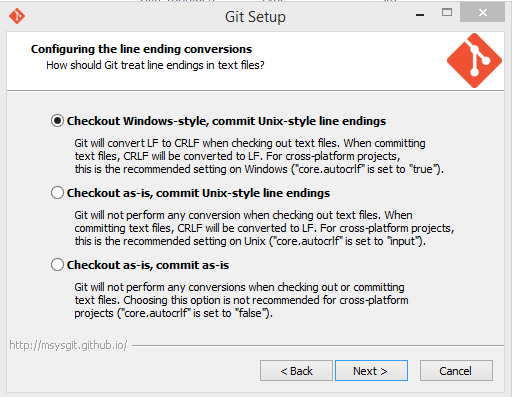 Git Setup
Configuring the line ending conversions
How should Git treat line endings in text files?
Checkout Windows-style, commit Unix-style line endings
Git will convert LF to CRLF when checking out text files. When committing
text files, CRLF will be converted to LF. For cross-platform projects,
this is the recommended setting on Windows ("core.autocrlf" is set to "true").
Checkout as-is, commit Unix-style line endings
Git will not perform any conversion when checking out text files. When
committing text files, CRLF will be converted to LF. For cross-platform projects,
this is the recommended setting on Unix ("core.autocrlf" is set to "input").
Checkout as-is, commit as-is
Git will not perform any conversions when checking out or committing
text files. Choosing this option is not recommended for cross-platform
projects ("core.autocrlf" is set to "false").
http://msysgit.github.io/
< Back
Next >
Cancel